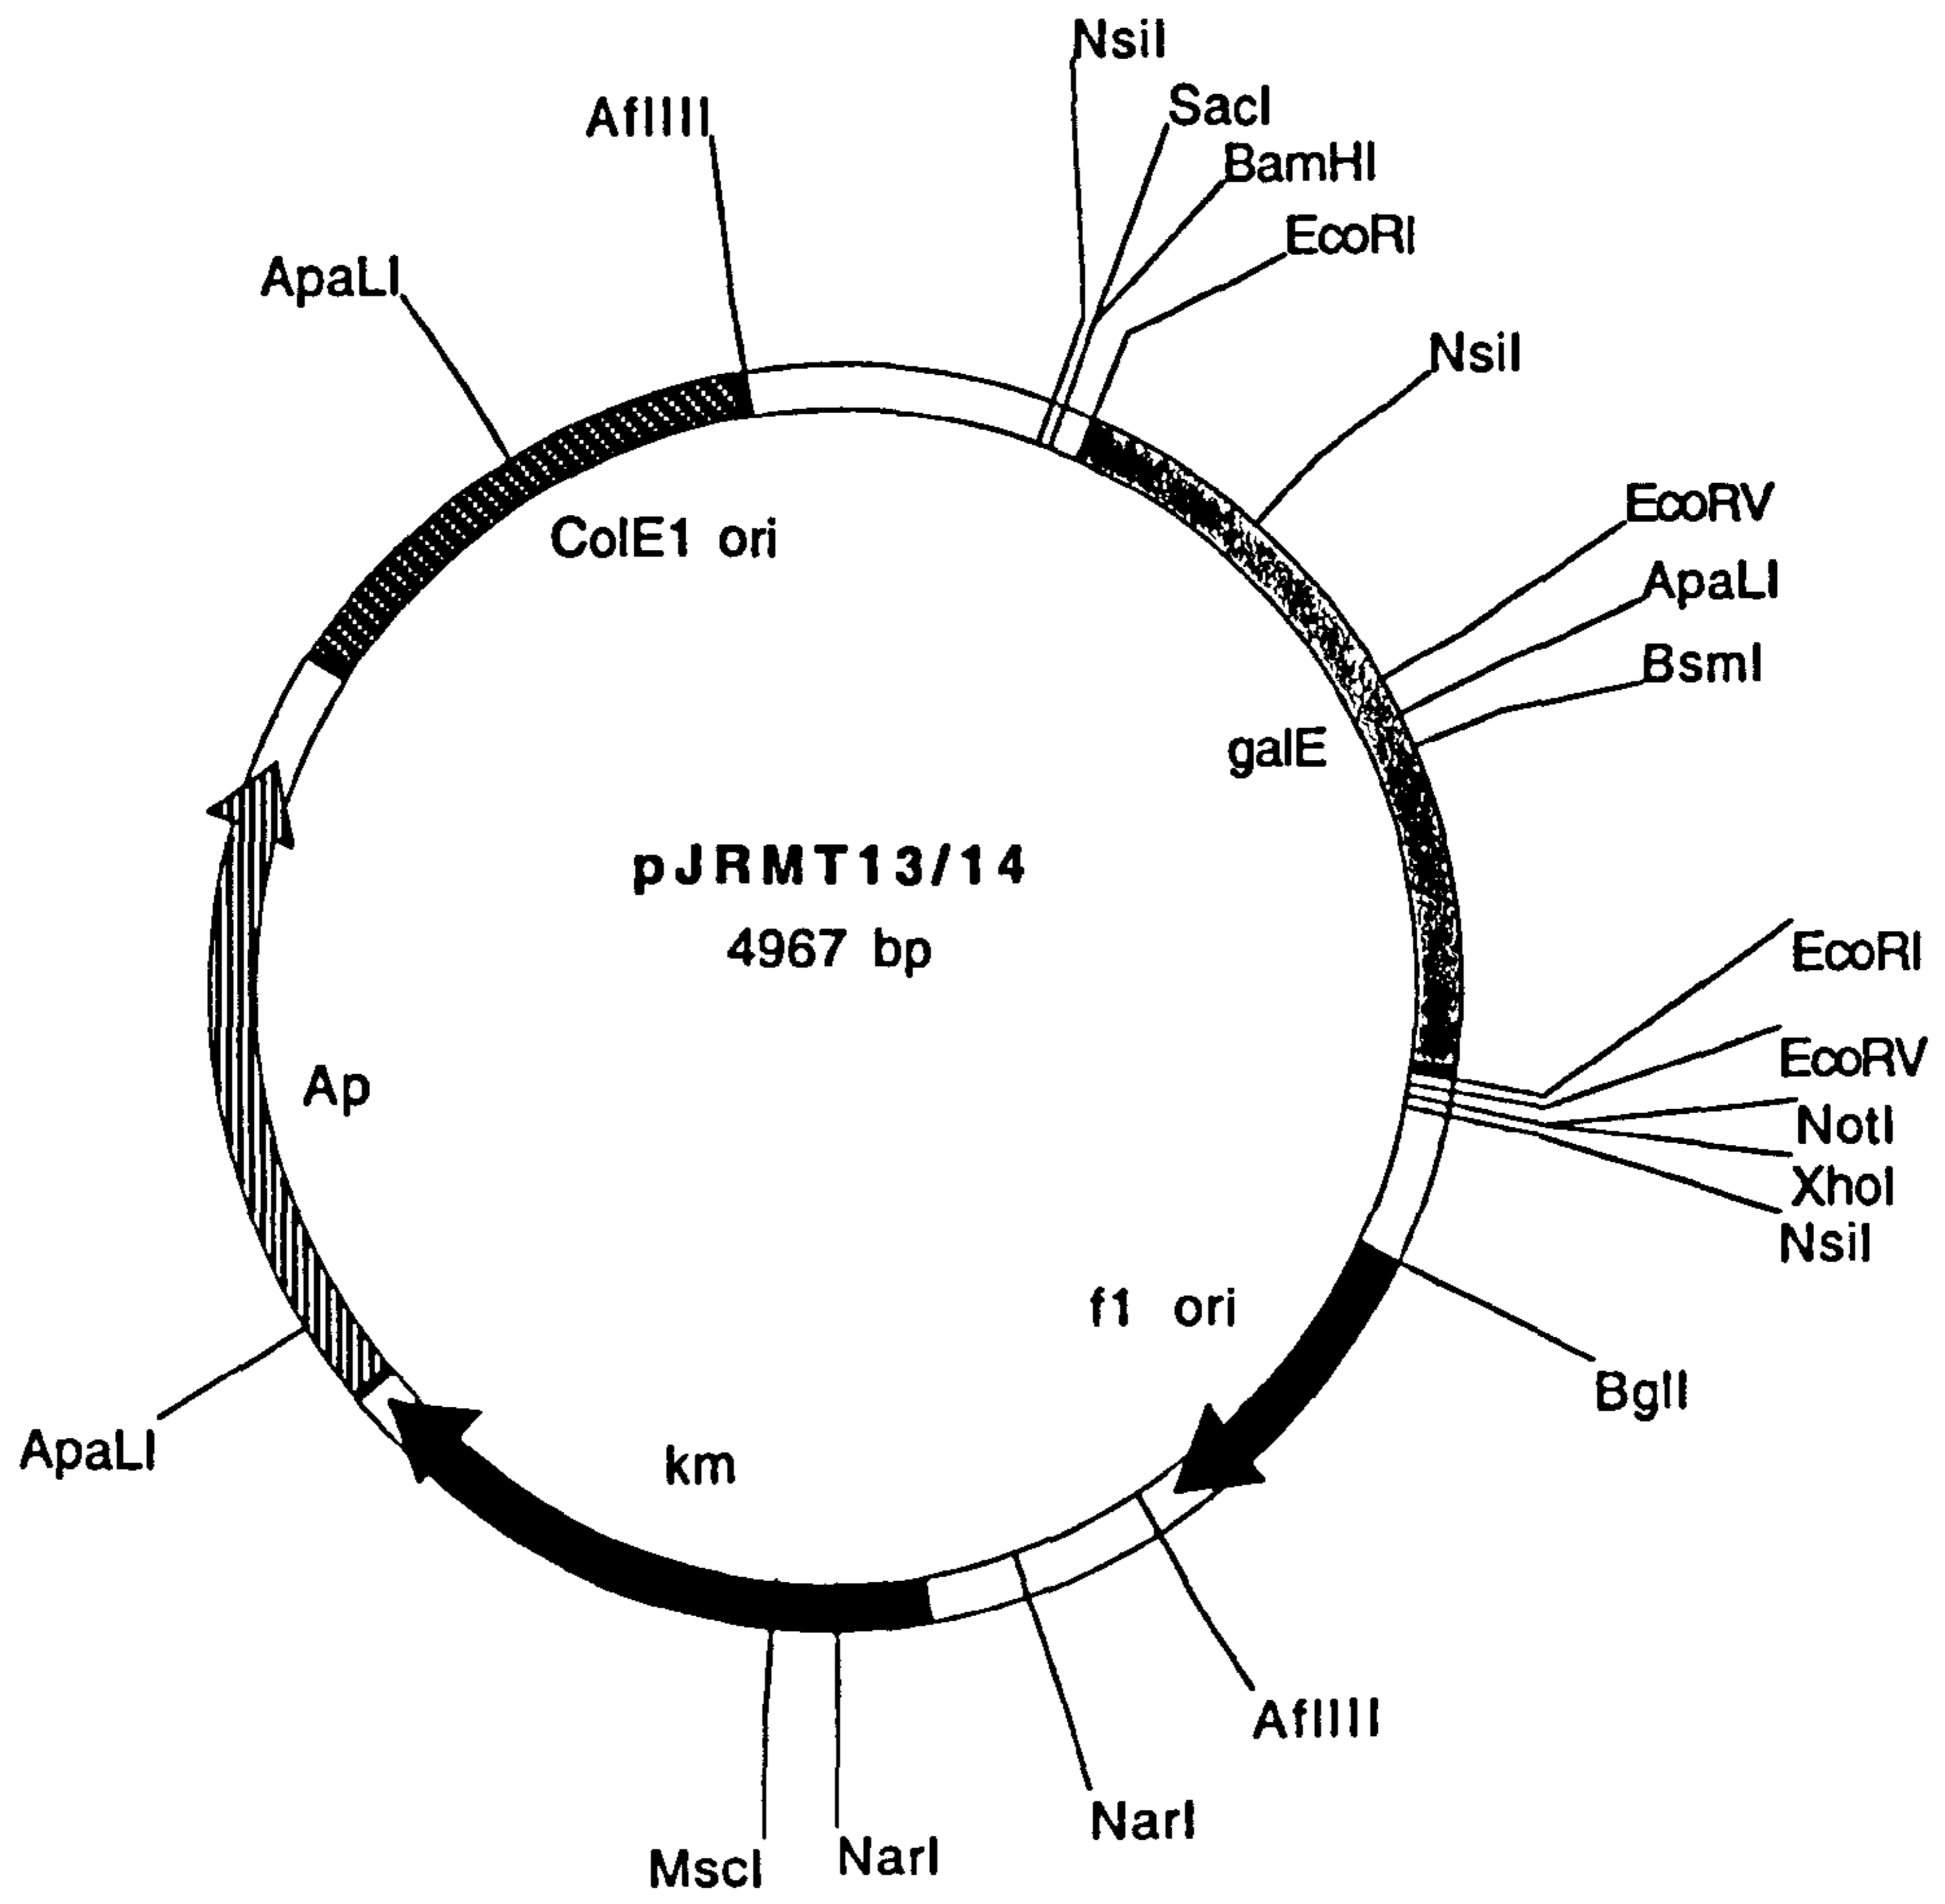 NsiI
SacI
BamHI
EcoRI
AflIII
ApaLI
NsiI
EcoRV
ApaLI
BsmI
ColE1 ori
galE
pJRMT13/14
4967 bp
EcoRI
EcoRV
NotI
XhoI
NsiI
Ap
f1 ori
BglI
km
ApaLI
AflIII
NarI
NarI
MscI